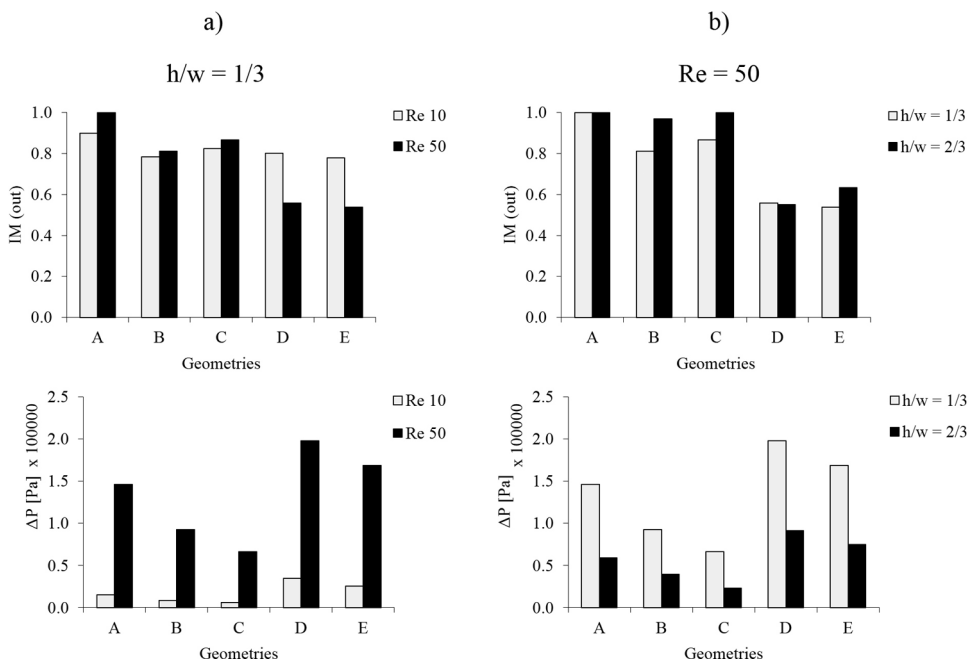 a)
h/w = 1/3
IM (out)
1.0
0.8
0.6
0.4
0.2
0.0
A B C D E
Geometries
Re 10
Re 50
ΔP [Pa] x 100000
2.5
2.0
1.5
1.0
0.5
0.0
A B C D E
Geometries
Re 10
Re 50
b)
Re = 50
IM (out)
1.0
0.8
0.6
0.4
0.2
0.0
A B C D E
Geometries
h/w = 1/3
h/w = 2/3
ΔP [Pa] x 100000
2.5
2.0
1.5
1.0
0.5
0.0
A B C D E
Geometries
h/w = 1/3
h/w = 2/3